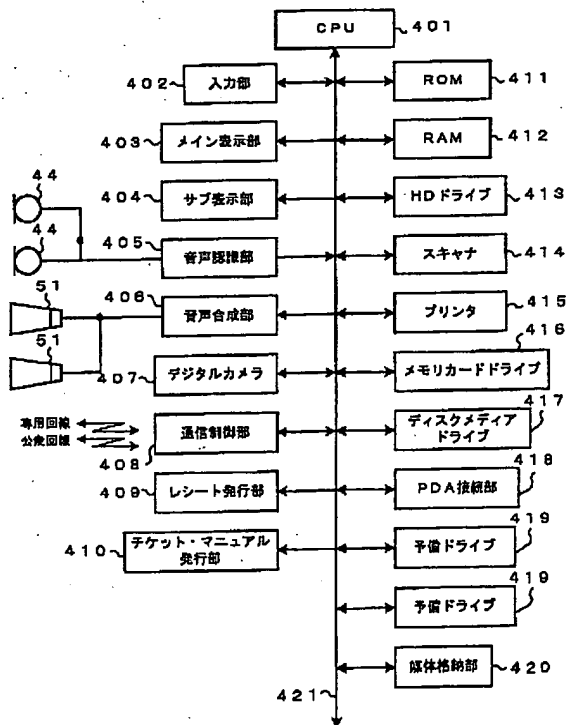 CPU
401
402
入力部
ROM
411
403
メイン表示部
RAM
412
44
404
サブ表示部
HDドライブ
413
44
405
音声認識部
スキャナ
414
51
406
音声合成部
プリンタ
415
51
407
デジタルカメラ
416
メモリカードドライブ
専用回線
公衆回線
通信制御部
408
417
ディスクメディア
ドライブ
409
レシート発行部
418
PDA接続部
410
チケット・マニュアル
発行部
419
予備ドライブ
419
予備ドライブ
媒体格納部
420
421